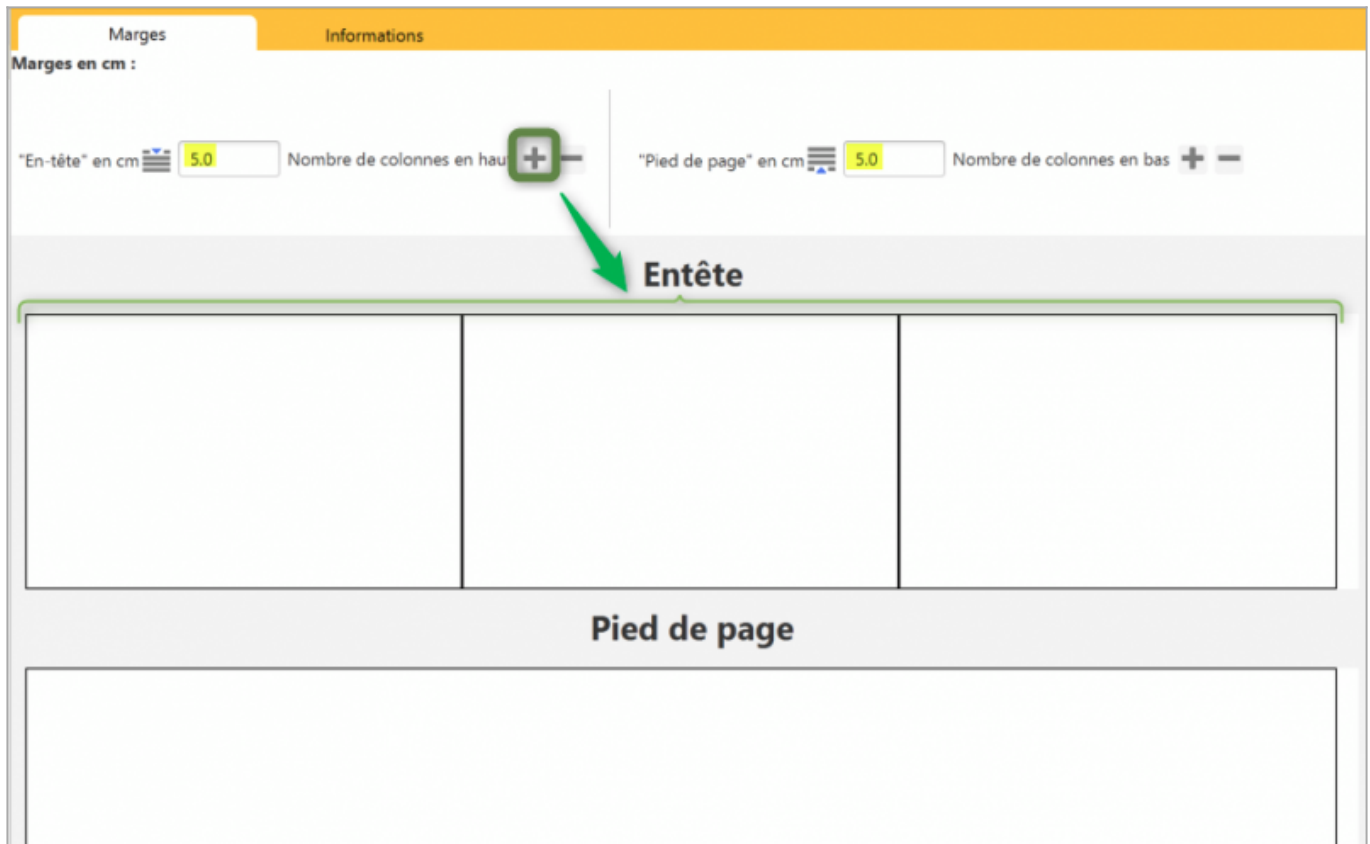 Marges Informations
Marges en cm :
"En-tête" en cm 5.0 Nombre de colonnes en hau "Pied de page" en cm 5.0 Nombre de colonnes en bas
Entête
Pied de page